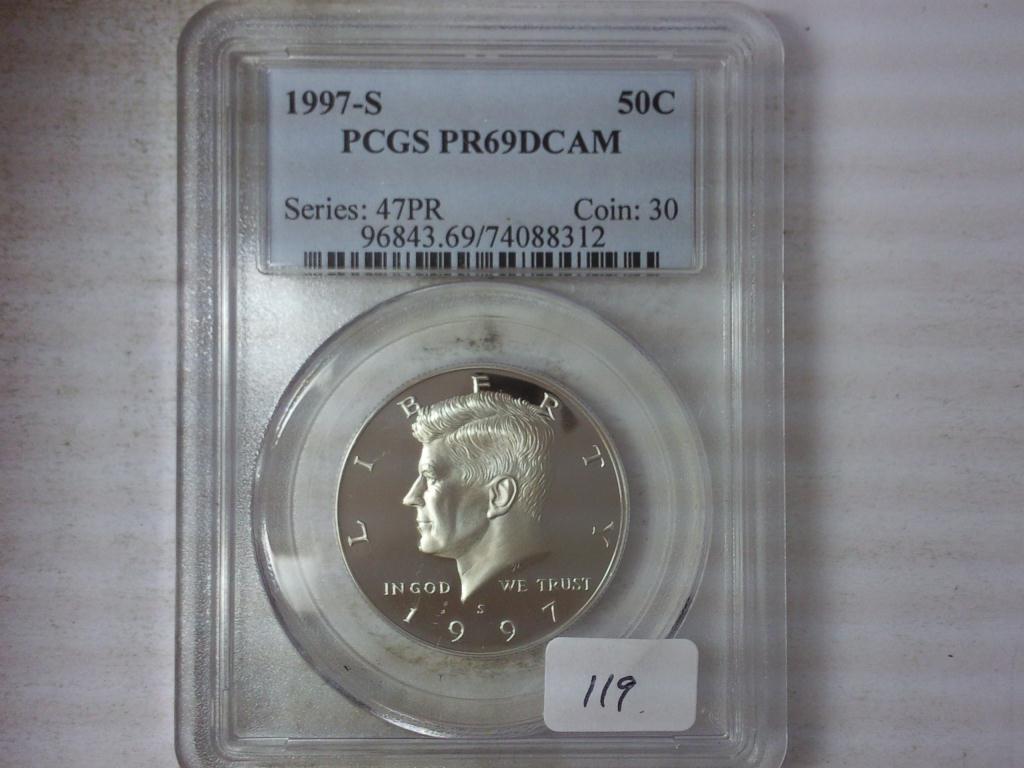 1997-S 50C
PCGS PR69DCAM
Series: 47PR Coin: 30
96843.69/74088312
LIBERTY
IN GOD WE TRUST
S
1997
119